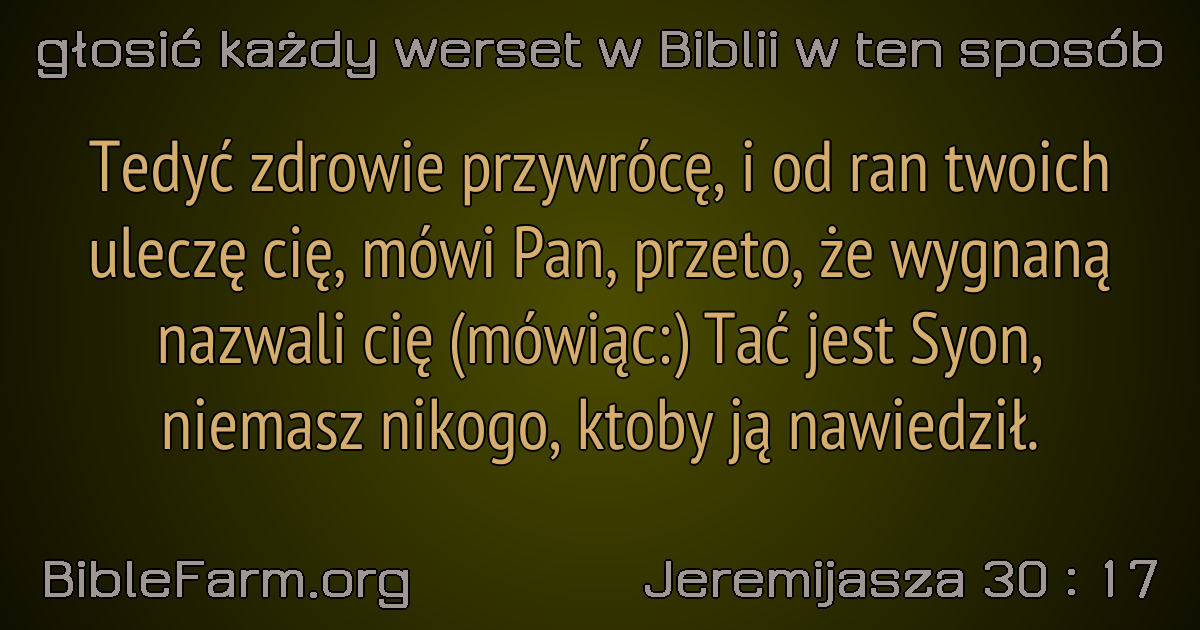 głosić każdy werset w Biblii w ten sposób
Tedyć zdrowie przywrócę, i od ran twoich
uleczę cię, mówi Pan, przeto, że wygnaną
nazwali cię (mówiąc:) Tać jest Syon,
niemasz nikogo, ktoby ją nawiedził.
BibleFarm.org
Jeremijasza 30 : 17